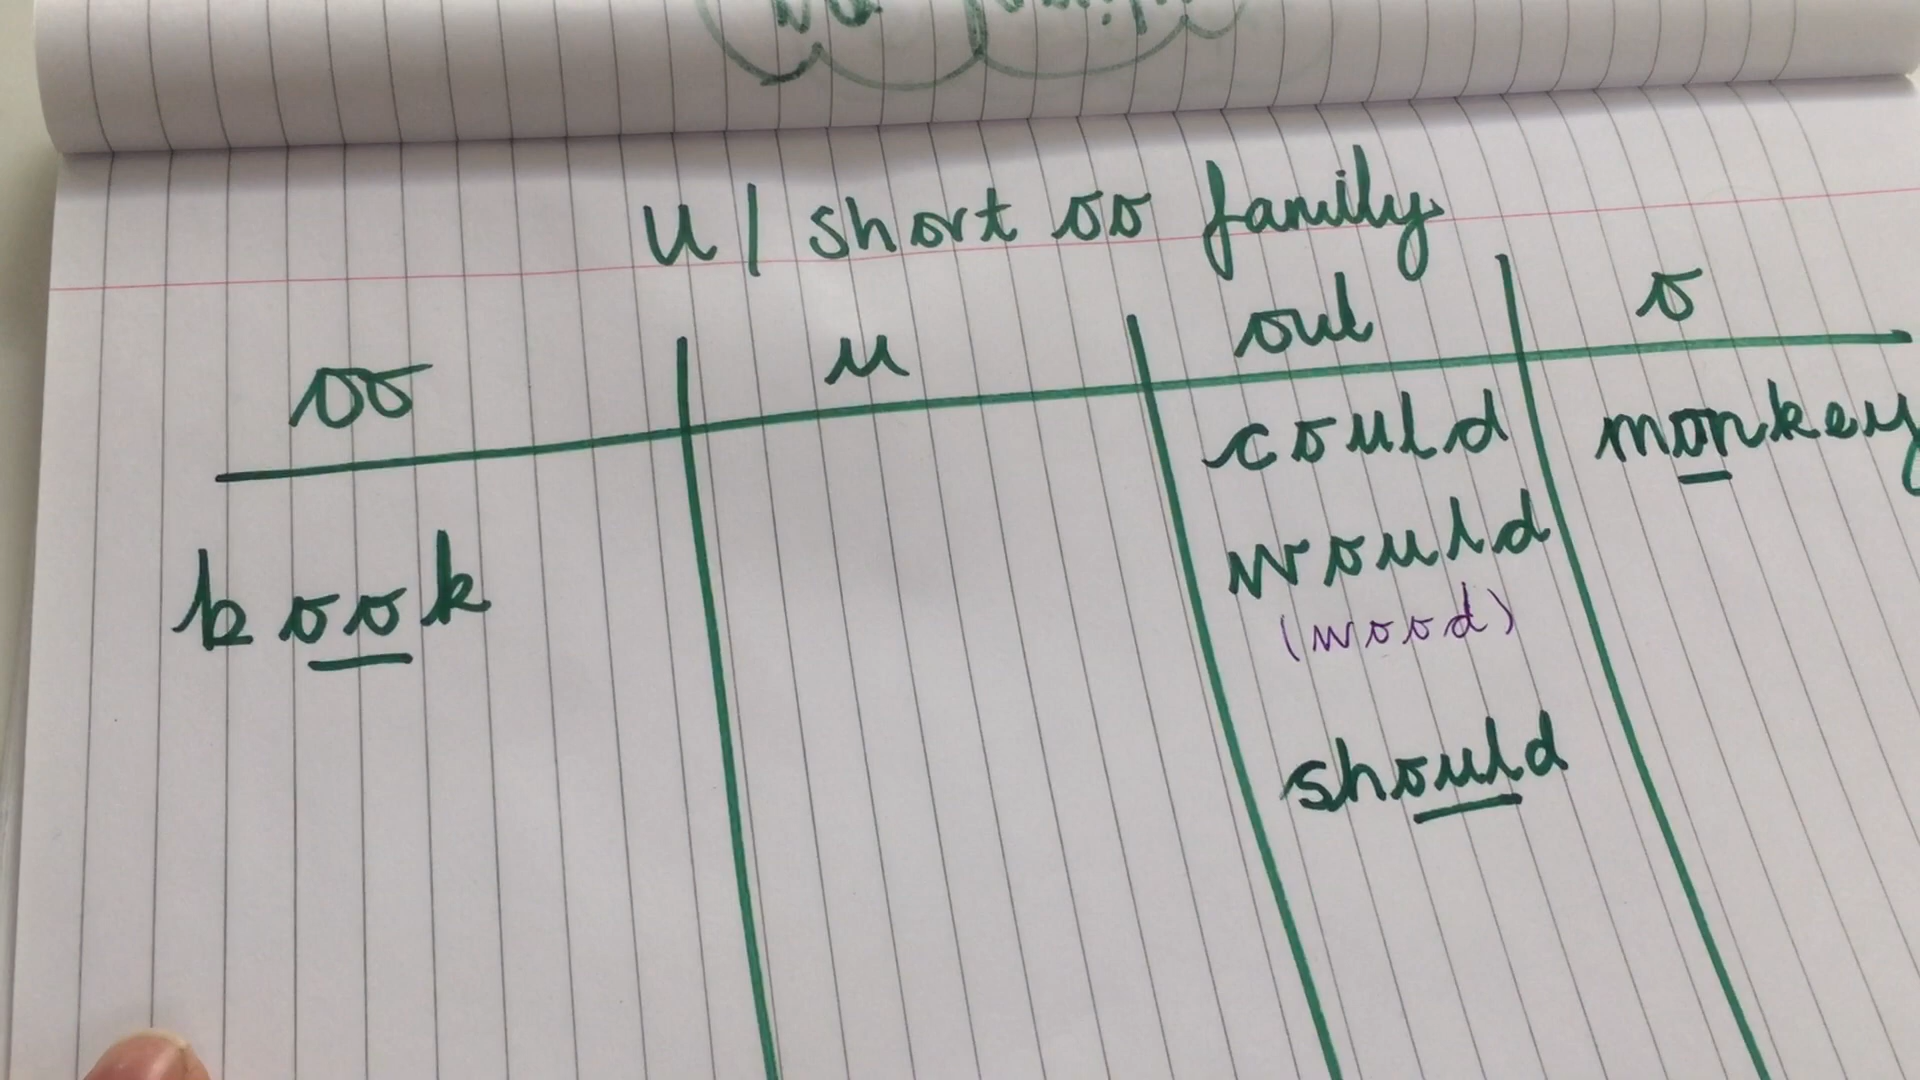 u / short oo family
oo u oul o
book could monkey
would
(wood)
should